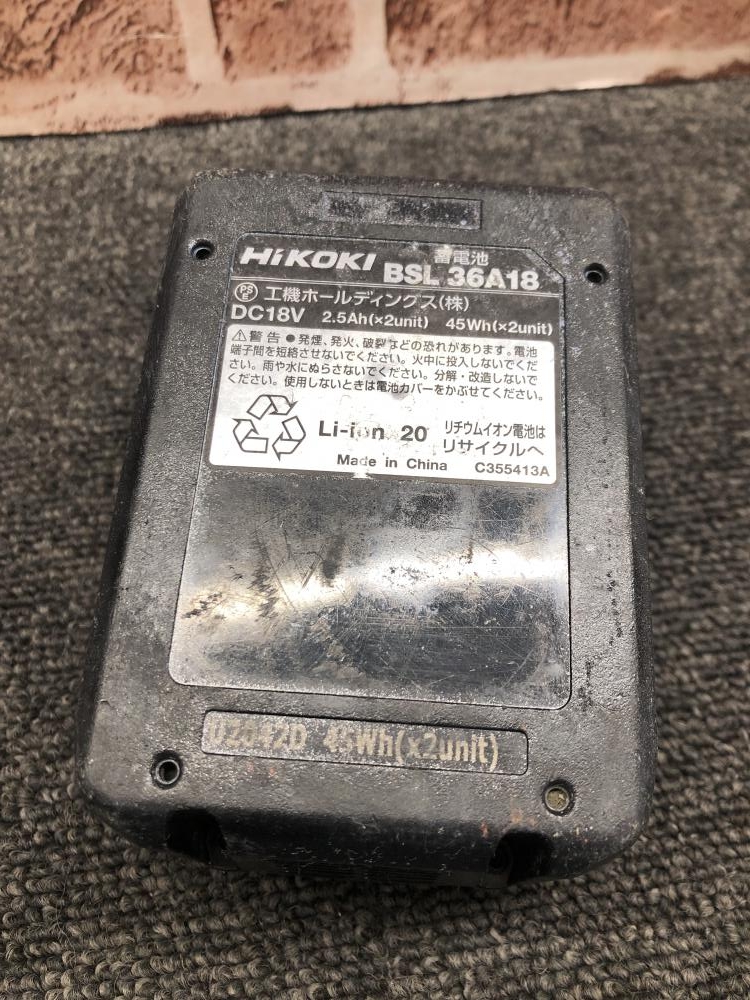 HiKOKI 蓄電池
BSL 36A18
PS E 工機ホールディングス(株)
DC18V 2.5Ah(×2unit) 45Wh(×2unit)
⚠警告 ●発煙、発火、破裂などの恐れがあります。電池
端子間を短絡させないでください。火中に投入しないでくだ
さい。雨や水にぬらさないでください。分解・改造しないで
ください。使用しないときは電池カバーをかぶせてください。
Li-ion 20 リチウムイオン電池は
リサイクルへ
Made in China C355413A
45Wh(x2unit)